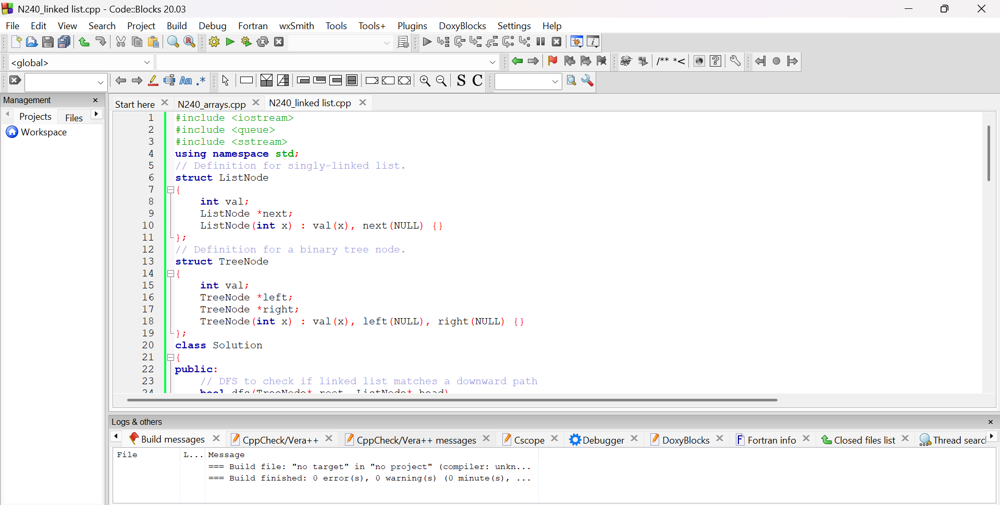 N240_linked list.cpp - Code::Blocks 20.03
File Edit View Search Project Build Debug Fortran wxSmith Tools Tools+ Plugins DoxyBlocks Settings Help
<global>
/** *<
Aa .* S C
Management
Projects Files
Workspace
Start here N240_arrays.cpp N240_linked list.cpp
1 #include <iostream>
2 #include <queue>
3 #include <sstream>
4 using namespace std;
5 // Definition for singly-linked list.
6 struct ListNode
7 {
8 int val;
9 ListNode *next;
10 ListNode(int x) : val(x), next(NULL) {}
11 };
12 // Definition for a binary tree node.
13 struct TreeNode
14 {
15 int val;
16 TreeNode *left;
17 TreeNode *right;
18 TreeNode(int x) : val(x), left(NULL), right(NULL) {}
19 };
20 class Solution
21 {
22 public:
23 // DFS to check if linked list matches a downward path
24 bool dfs(TreeNode* root, ListNode* head)
Logs & others
Build messages CppCheck/Vera++ CppCheck/Vera++ messages Cscope Debugger DoxyBlocks Fortran info Closed files list Thread searc
File L... Message
=== Build file: "no target" in "no project" (compiler: unkn...
=== Build finished: 0 error(s), 0 warning(s) (0 minute(s), ...